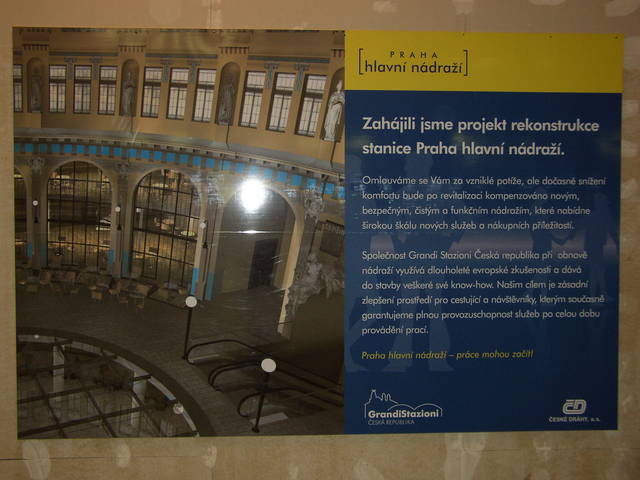 PRAHA
[hlavní nádraží]
Zahájili jsme projekt rekonstrukce
stanice Praha hlavní nádraží.
Omlouváme se Vám za vzniklé potíže, ale dočasné snížení
komfortu bude po revitalizaci kompenzováno novým,
bezpečným, čistým a funkčním nádražím, které nabídne
širokou škálu nových služeb a nákupních příležitostí.
Společnost Grandi Stazioni Česká republika při obnově
nádraží využívá dlouholeté evropské zkušenosti a dává
do stavby veškeré své know-how. Naším cílem je zásadní
zlepšení prostředí pro cestující a návštěvníky, kterým současně
garantujeme plnou provozuschopnost služeb po celou dobu
provádění prací.
Praha hlavní nádraží – práce mohou začít!
GrandiStazioni
ČESKÁ REPUBLIKA
ČD
ČESKÉ DRÁHY, a.s.